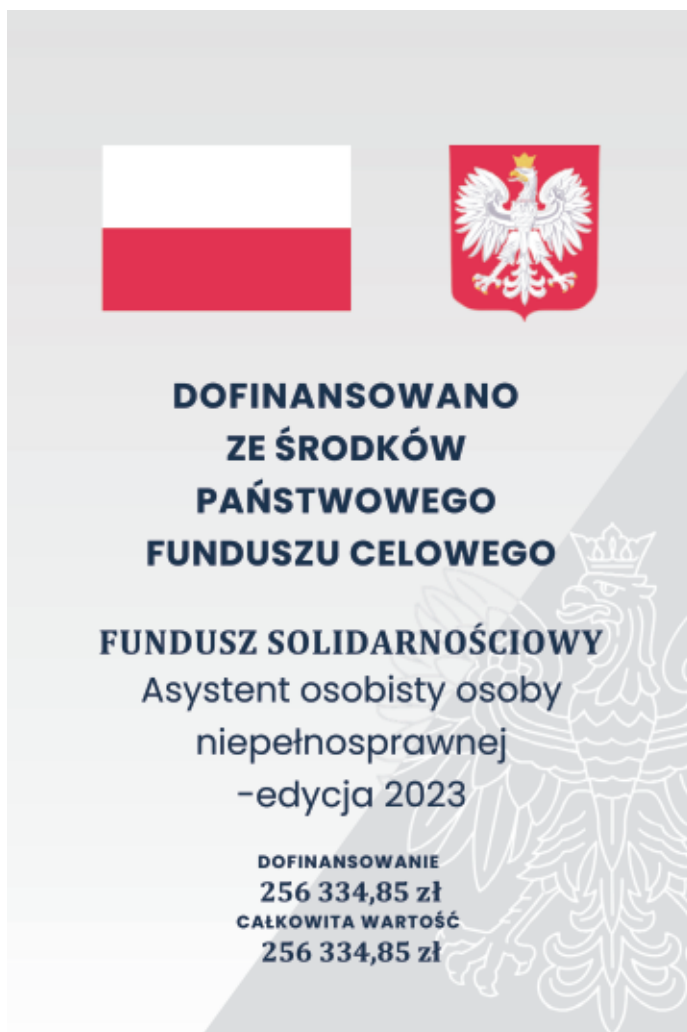 DOFINANSOWANO
ZE ŚRODKÓW
PAŃSTWOWEGO
FUNDUSZU CELOWEGO
FUNDUSZ SOLIDARNOŚCIOWY
Asystent osobisty osoby
niepełnosprawnej
-edycja 2023
DOFINANSOWANIE
256 334,85 zł
CAŁKOWITA WARTOŚĆ
256 334,85 zł